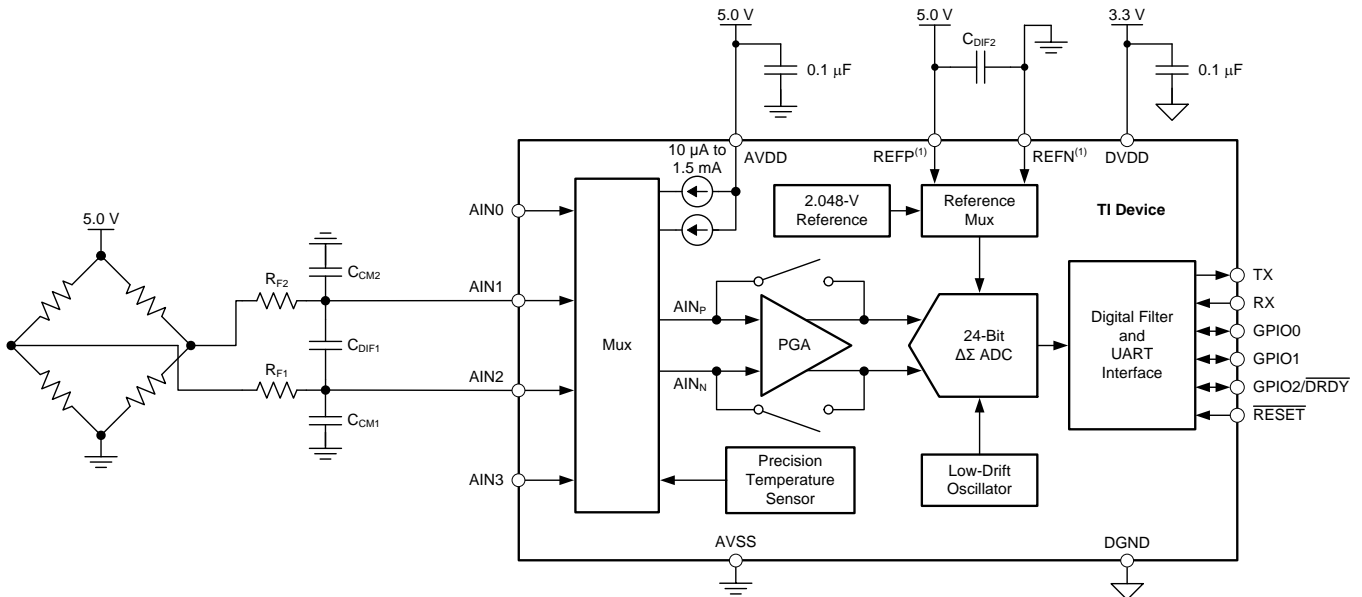 5.0 V
5.0 V
3.3 V
C_DIF2
0.1 µF
0.1 µF
10 µA to
1.5 mA
AVDD
REFP(1)
REFN(1)
DVDD
2.048-V
Reference
Reference
Mux
TI Device
AIN0
5.0 V
C_CM2
R_F2
AIN1
C_DIF1
R_F1
AIN2
C_CM1
AIN3
Mux
AIN_P
PGA
AIN_N
24-Bit
ΔΣ ADC
Digital Filter
and
UART
Interface
TX
RX
GPIO0
GPIO1
GPIO2/DRDY
RESET
Precision
Temperature
Sensor
Low-Drift
Oscillator
AVSS
DGND